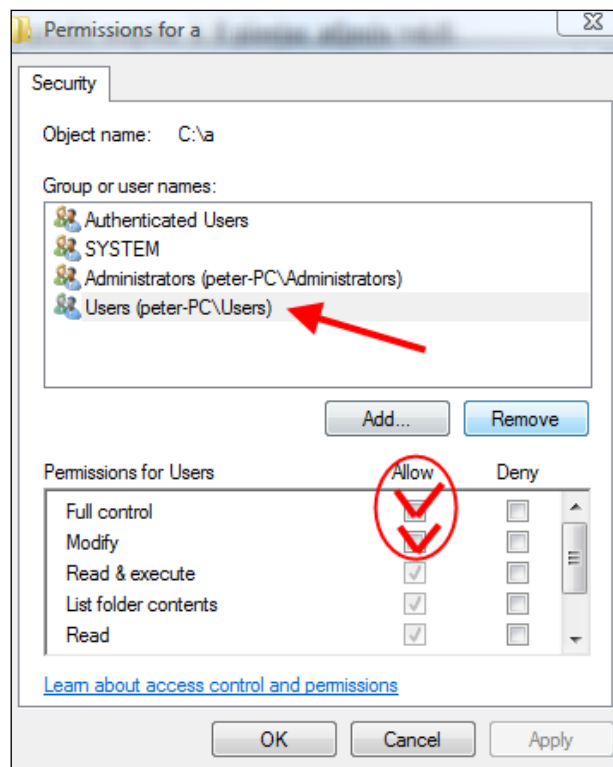 Permissions for a
Security
Object name: C:\a
Group or user names:
Authenticated Users
SYSTEM
Administrators (peter-PC\Administrators)
Users (peter-PC\Users)
Add... Remove
Permissions for Users Allow Deny
Full control
Modify
Read & execute
List folder contents
Read
Learn about access control and permissions
OK Cancel Apply